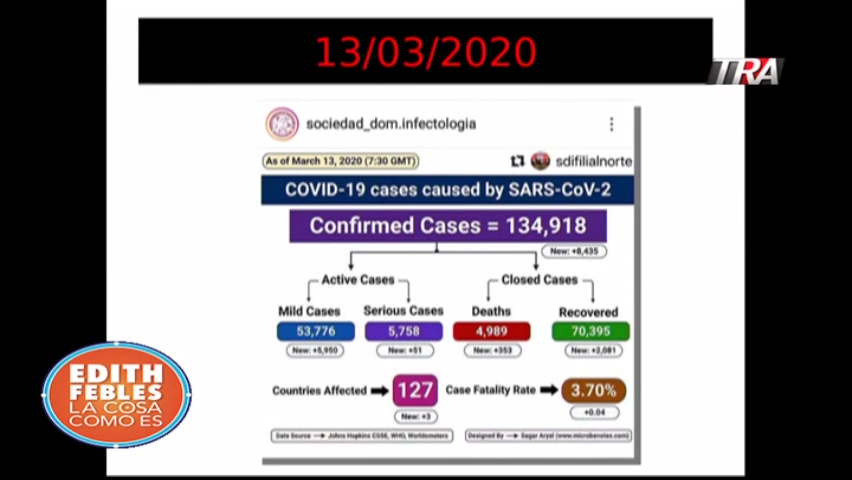 13/03/2020
TRA
sociedad_dom.infectologia
As of March 13, 2020 (7:30 GMT)
sdifilialnorte
COVID-19 cases caused by SARS-CoV-2
Confirmed Cases = 134,918
New: +8,435
Active Cases
Closed Cases
Mild Cases
Serious Cases
Deaths
Recovered
53,776
5,758
4,989
70,395
New: +5,950
New: +51
New: +353
New: +2,081
Countries Affected
127
Case Fatality Rate
3.70%
New: +3
+0.04
Data Source
Johns Hopkins CSSE, WHO, Worldometers
Designed By
Sagar Aryal (www.microbenotes.com)
EDITH
FEBLES
LA COSA
COMO ES